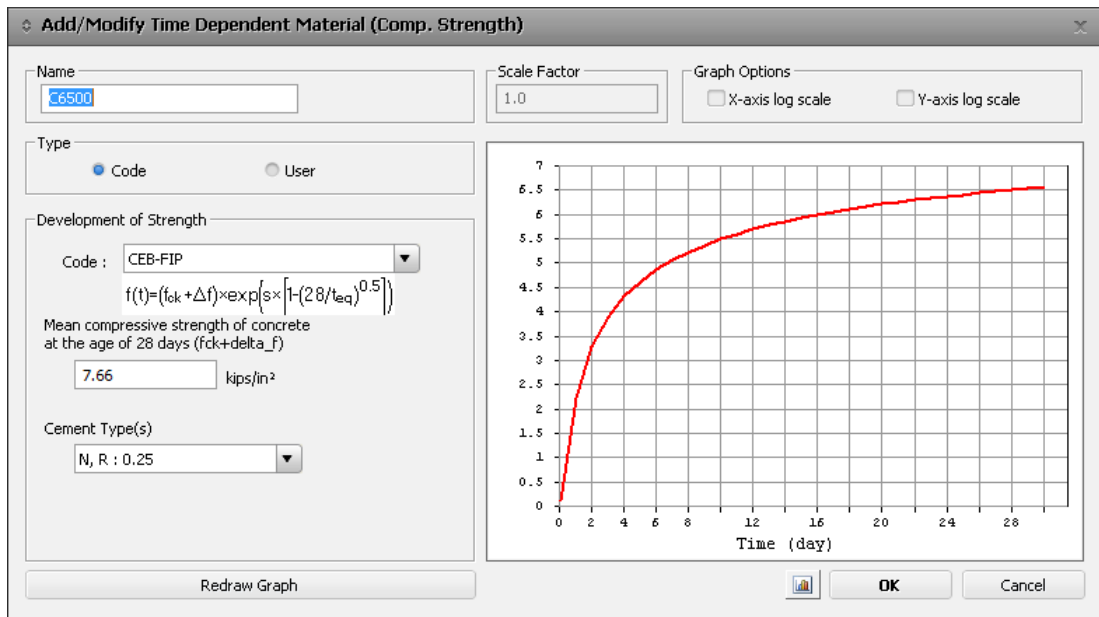 Add/Modify Time Dependent Material (Comp. Strength)
Name
C6500
Scale Factor
1.0
Graph Options
X-axis log scale
Y-axis log scale
Type
Code
User
Development of Strength
Code :
CEB-FIP
f(t)=(fck+Δf)×exp(s×[1-(28/teq)^0.5])
Mean compressive strength of concrete
at the age of 28 days (fck+delta_f)
7.66 kips/in²
Cement Type(s)
N, R : 0.25
7
6.5
6
5.5
5
4.5
4
3.5
3
2.5
2
1.5
1
0.5
0
0 2 4 6 8 12 16 20 24 28
Time (day)
Redraw Graph
OK
Cancel